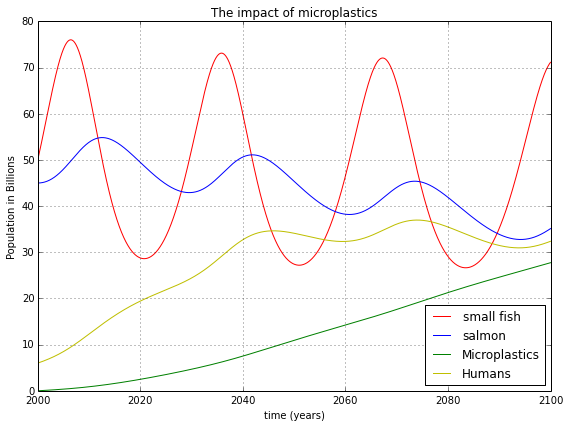 The impact of microplastics
80
70
60
50
40
30
20
10
0
Population in Billions
2000 2020 2040 2060 2080 2100
time (years)
small fish
salmon
Microplastics
Humans